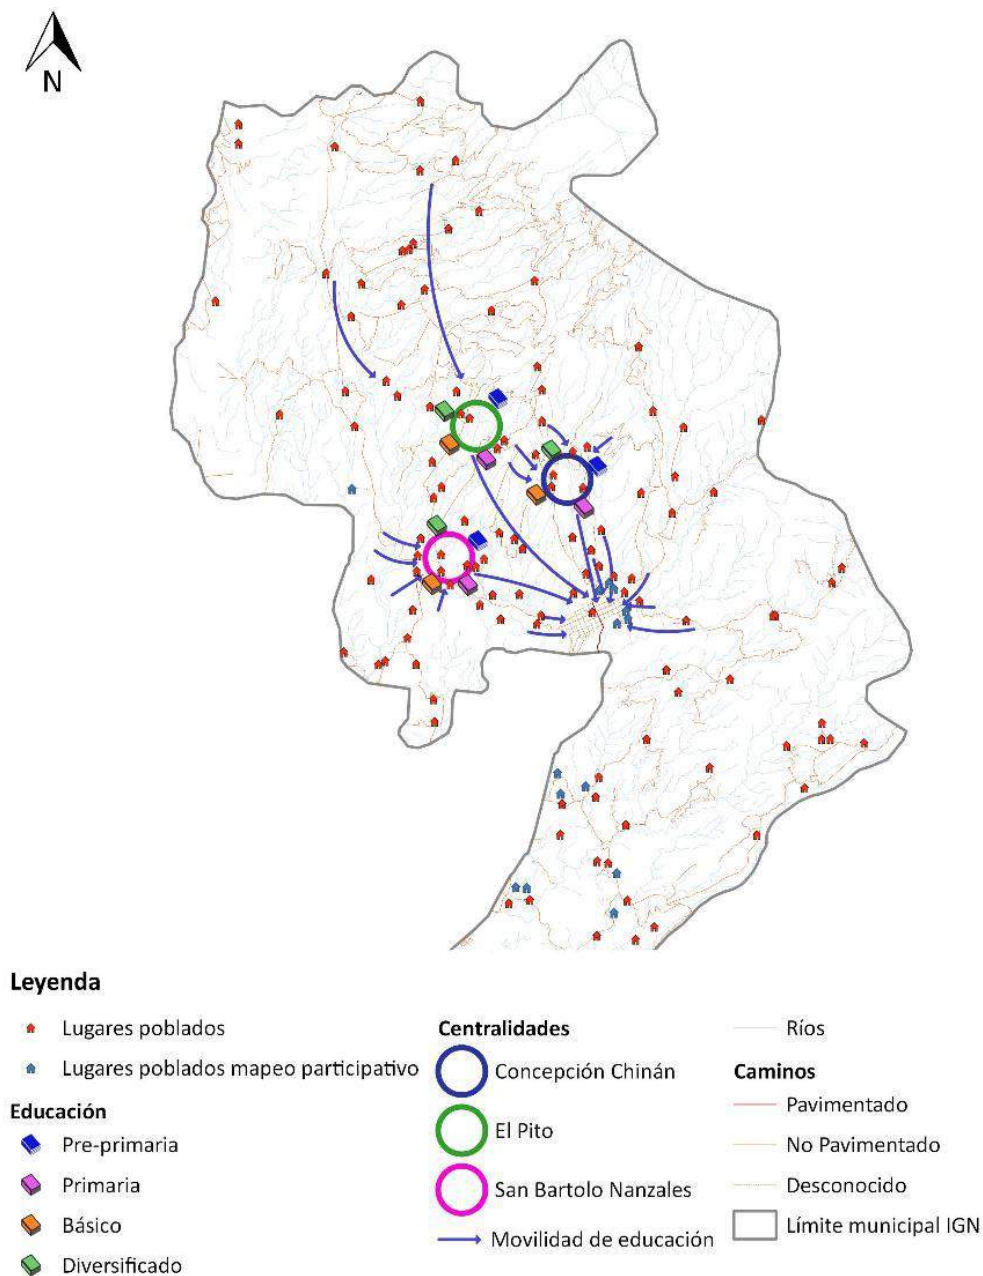 N
Leyenda
Lugares poblados
Lugares poblados mapeo participativo
Educación
Pre-primaria
Primaria
Básico
Diversificado
Centralidades
Concepción Chinán
El Pito
San Bartolo Nanzales
Movilidad de educación
Ríos
Caminos
Pavimentado
No Pavimentado
Desconocido
Límite municipal IGN